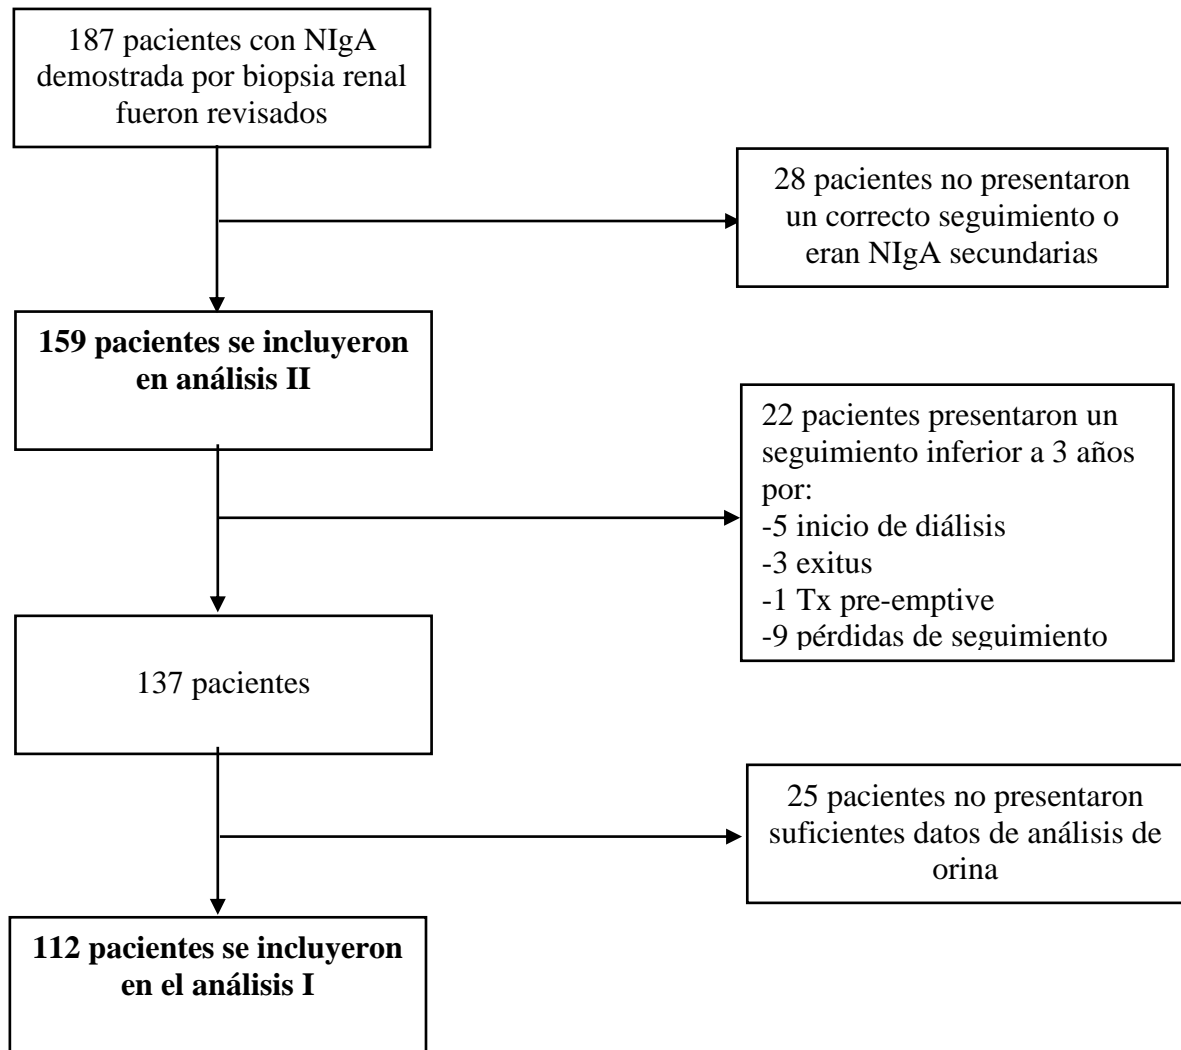 187 pacientes con NIgA
demostrada por biopsia renal
fueron revisados
28 pacientes no presentaron
un correcto seguimiento o
eran NIgA secundarias
159 pacientes se incluyeron
en análisis II
22 pacientes presentaron un
seguimiento inferior a 3 años
por:
-5 inicio de diálisis
-3 exitus
-1 Tx pre-emptive
-9 pérdidas de seguimiento
137 pacientes
25 pacientes no presentaron
suficientes datos de análisis de
orina
112 pacientes se incluyeron
en el análisis I